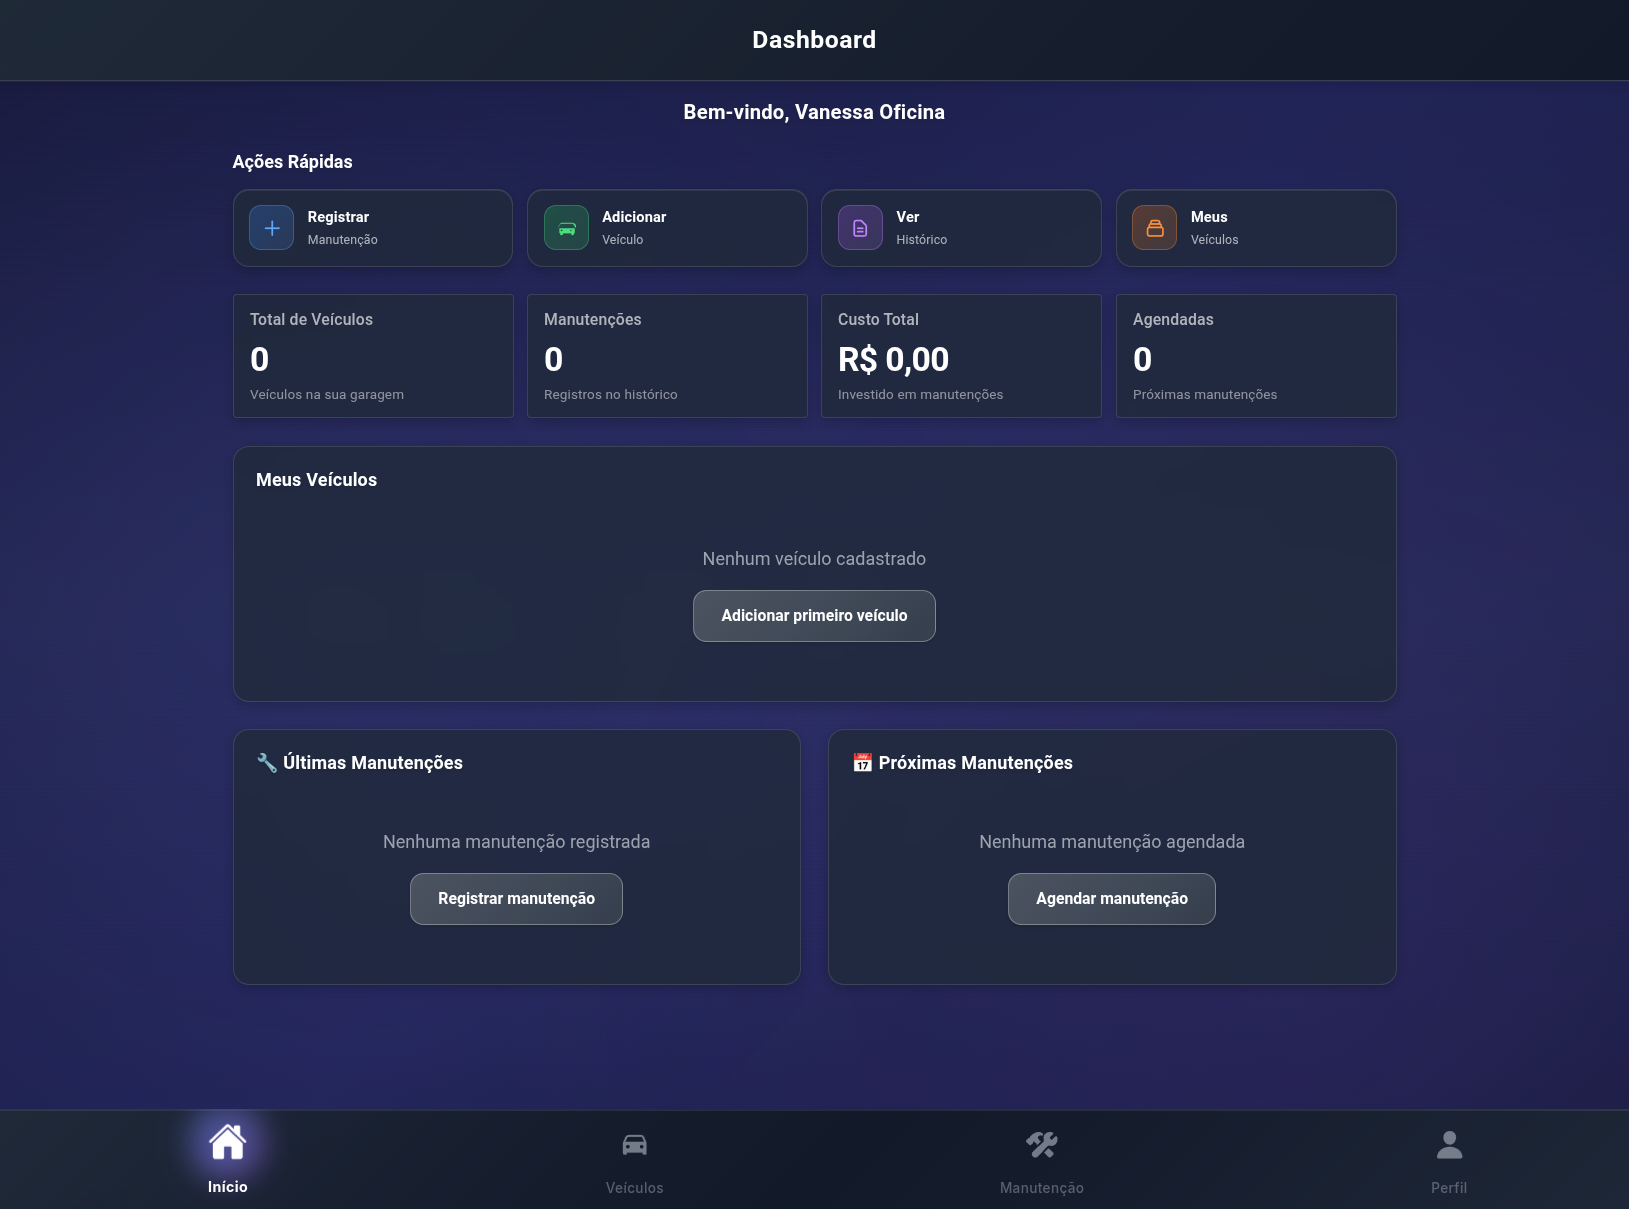 Dashboard
Bem-vindo, Vanessa Oficina
Ações Rápidas
Registrar
Manutenção
Adicionar
Veículo
Ver
Histórico
Meus
Veículos
Total de Veículos
0
Veículos na sua garagem
Manutenções
0
Registros no histórico
Custo Total
R$ 0,00
Investido em manutenções
Agendadas
0
Próximas manutenções
Meus Veículos
Nenhum veículo cadastrado
Adicionar primeiro veículo
🔧 Últimas Manutenções
Nenhuma manutenção registrada
Registrar manutenção
📅 Próximas Manutenções
Nenhuma manutenção agendada
Agendar manutenção
Início
Veículos
Manutenção
Perfil